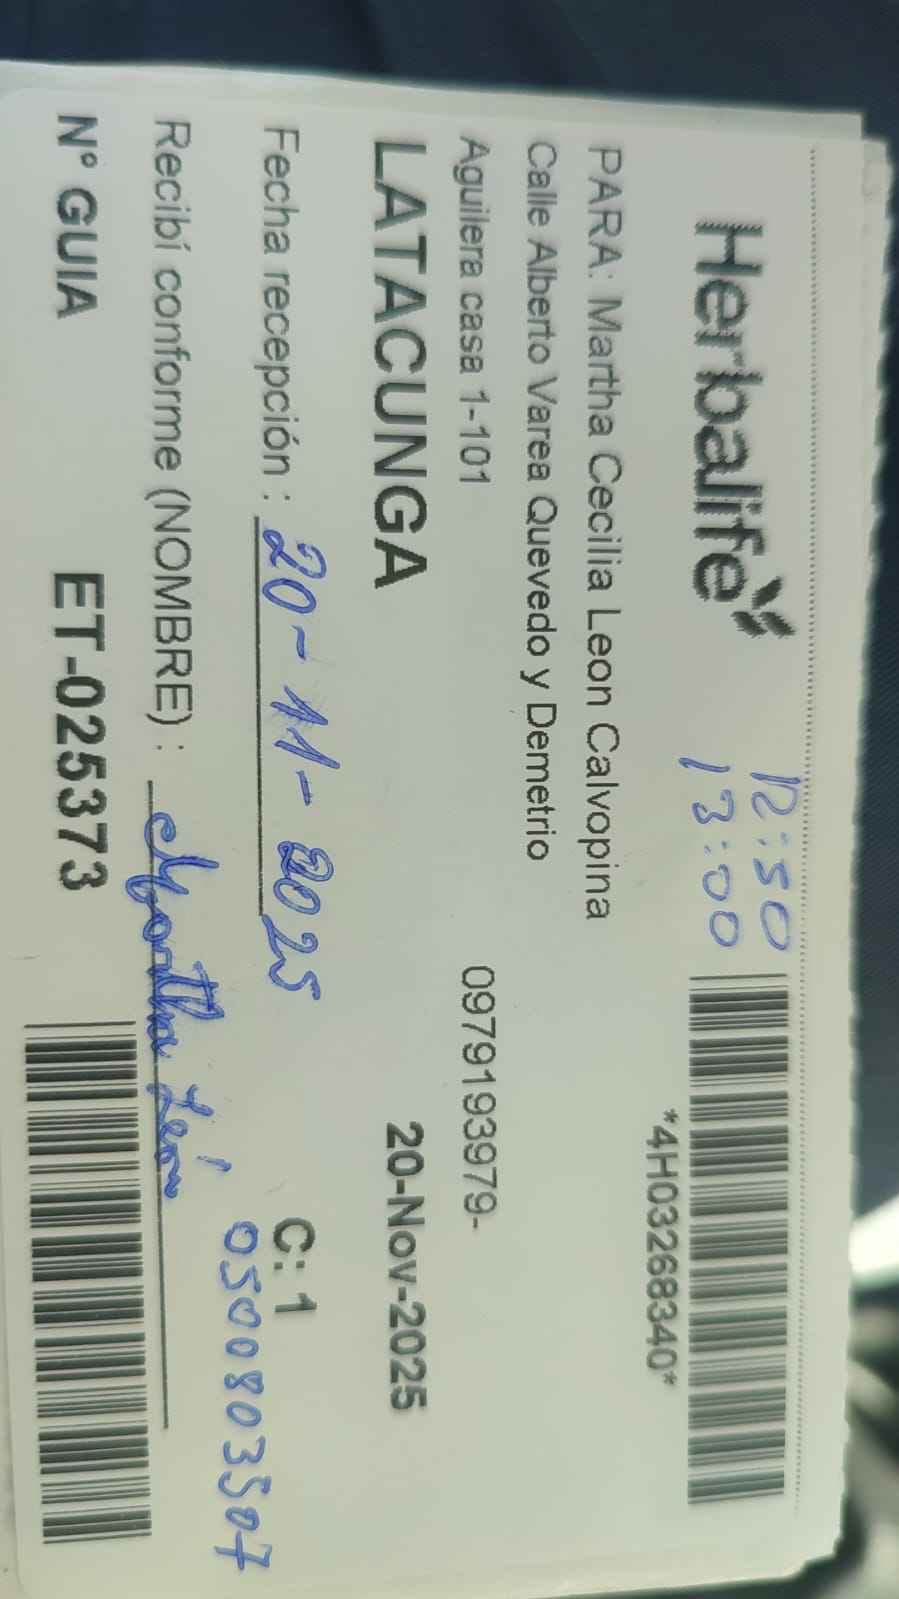 Herbalife
12:50
13:00
*4H03268340*
PARA: Martha Cecilia Leon Calvopina
Calle Alberto Varea Quevedo y Demetrio
Aguilera casa 1-101 0979193979-
LATACUNGA 20-Nov-2025
Fecha recepción : 20-11-2025 C: 1
0500803507
Recibí conforme (NOMBRE) : Martha León
N° GUIA ET-025373